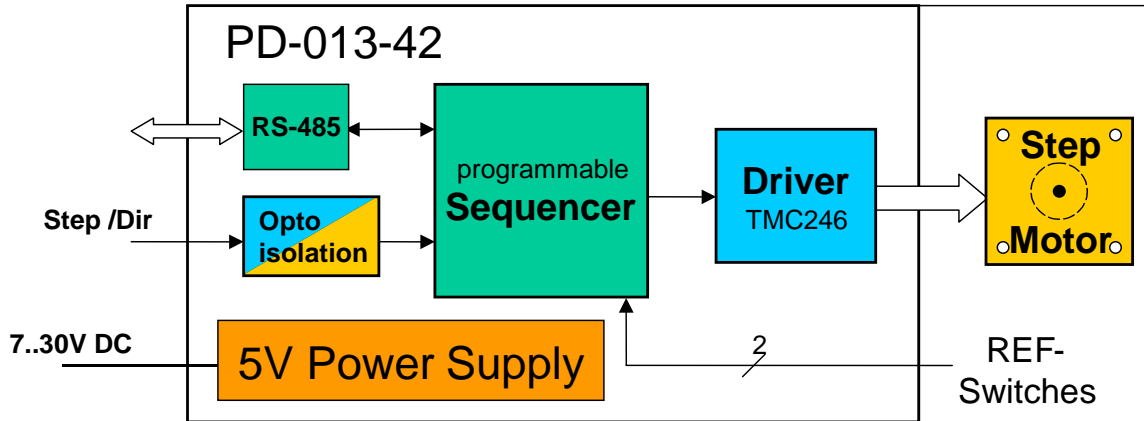 PD-013-42
RS-485
programmable
Sequencer
Driver
TMC246
Step
Motor
Step /Dir
Opto
isolation
7..30V DC
5V Power Supply
2
REF-
Switches